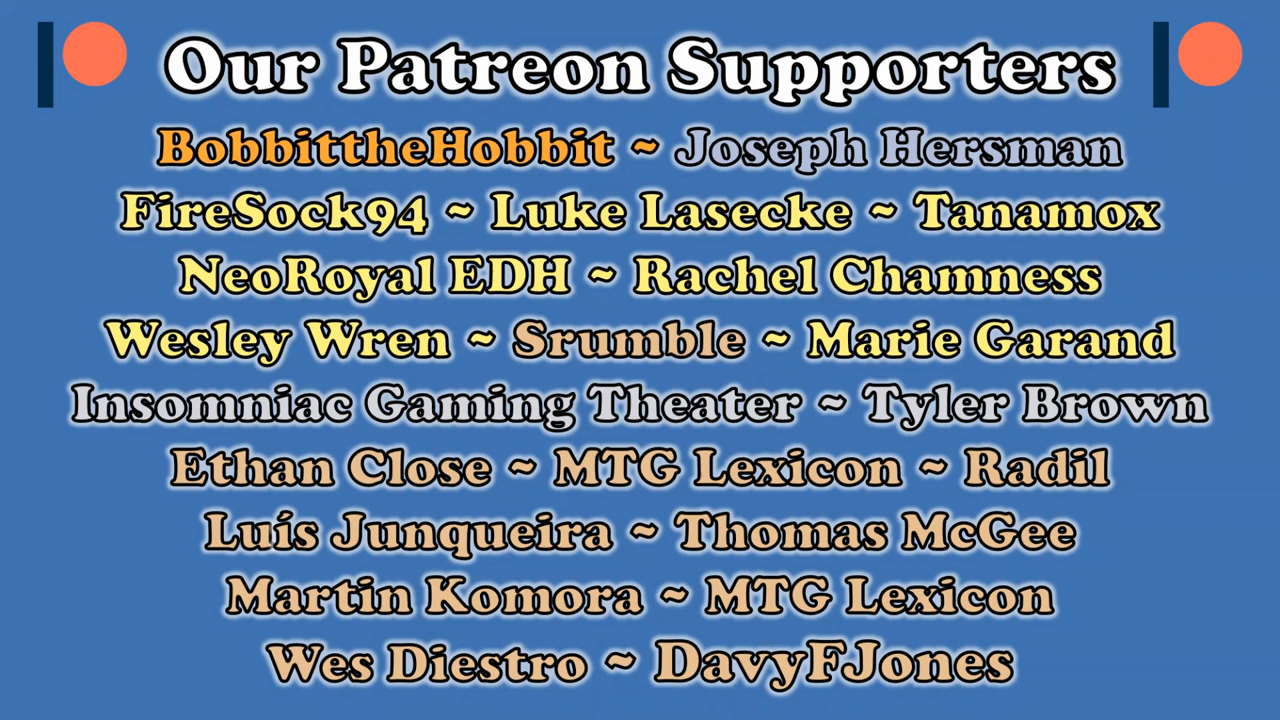 Our Patreon Supporters
BobbittheHobbit ~ Joseph Hersman
FireSock94 ~ Luke Lasecke ~ Tanamox
NeoRoyal EDH ~ Rachel Chamness
Wesley Wren ~ Srumble ~ Marie Garand
Insomniac Gaming Theater ~ Tyler Brown
Ethan Close ~ MTG Lexicon ~ Radil
Luís Junqueira ~ Thomas McGee
Martin Komora ~ MTG Lexicon
Wes Diestro ~ DavyFJones